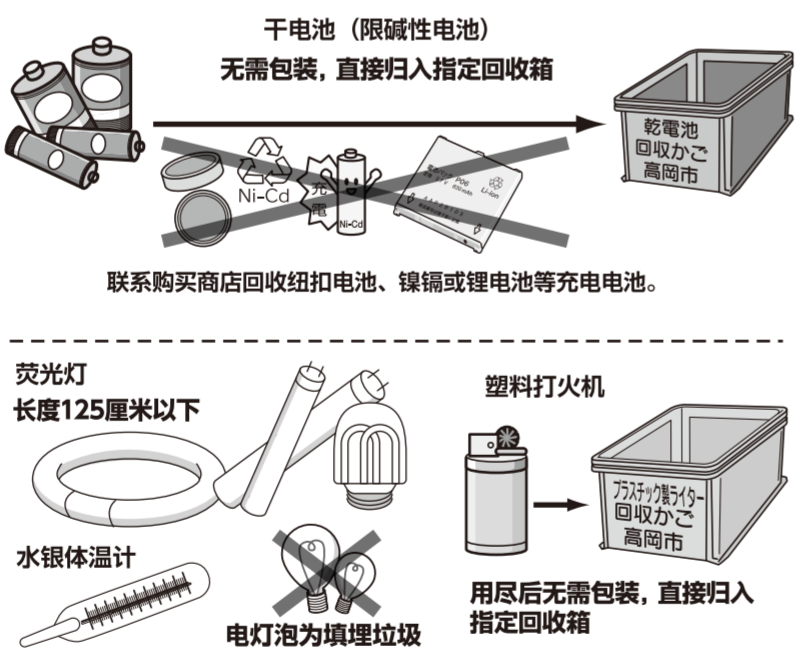 干电池（限碱性电池）
无需包装，直接归入指定回收箱
乾電池
回収かご
高岡市
Ni-Cd
充電
Ni-Cd
P06
Li-ion
联系购买商店回收纽扣电池、镍镉或锂电池等充电电池。
荧光灯
长度125厘米以下
塑料打火机
プラスチック製ライター
回収かご
高岡市
水银体温计
电灯泡为填埋垃圾
用尽后无需包装，直接归入
指定回收箱